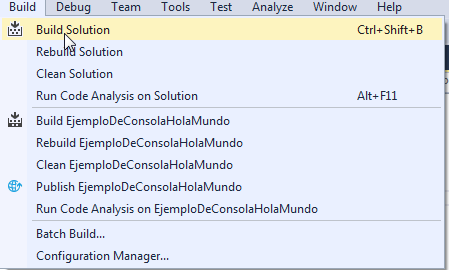 Build Debug Team Tools Test Analyze Window Help
Build Solution Ctrl+Shift+B
Rebuild Solution
Clean Solution
Run Code Analysis on Solution Alt+F11
Build EjemploDeConsolaHolaMundo
Rebuild EjemploDeConsolaHolaMundo
Clean EjemploDeConsolaHolaMundo
Publish EjemploDeConsolaHolaMundo
Run Code Analysis on EjemploDeConsolaHolaMundo
Batch Build...
Configuration Manager...